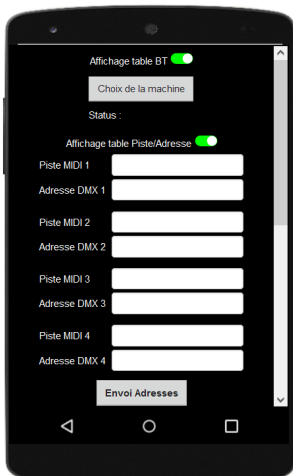 Affichage table BT
Choix de la machine
Status :
Affichage table Piste/Adresse
Piste MIDI 1
Adresse DMX 1
Piste MIDI 2
Adresse DMX 2
Piste MIDI 3
Adresse DMX 3
Piste MIDI 4
Adresse DMX 4
Envoi Adresses